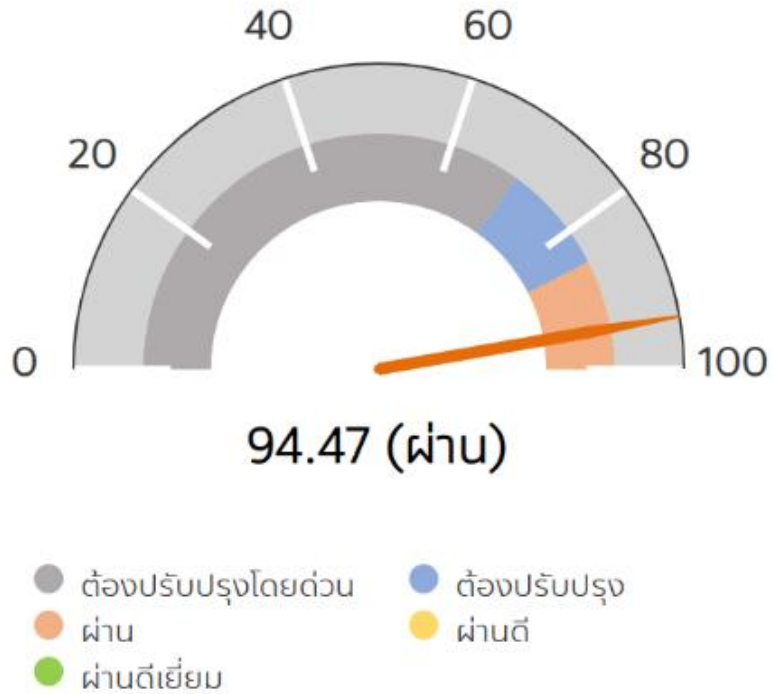 40 60
20 80
0 100
94.47 (ผ่าน)
ต้องปรับปรุงโดยด่วน ต้องปรับปรุง
ผ่าน ผ่านดี
ผ่านดีเยี่ยม